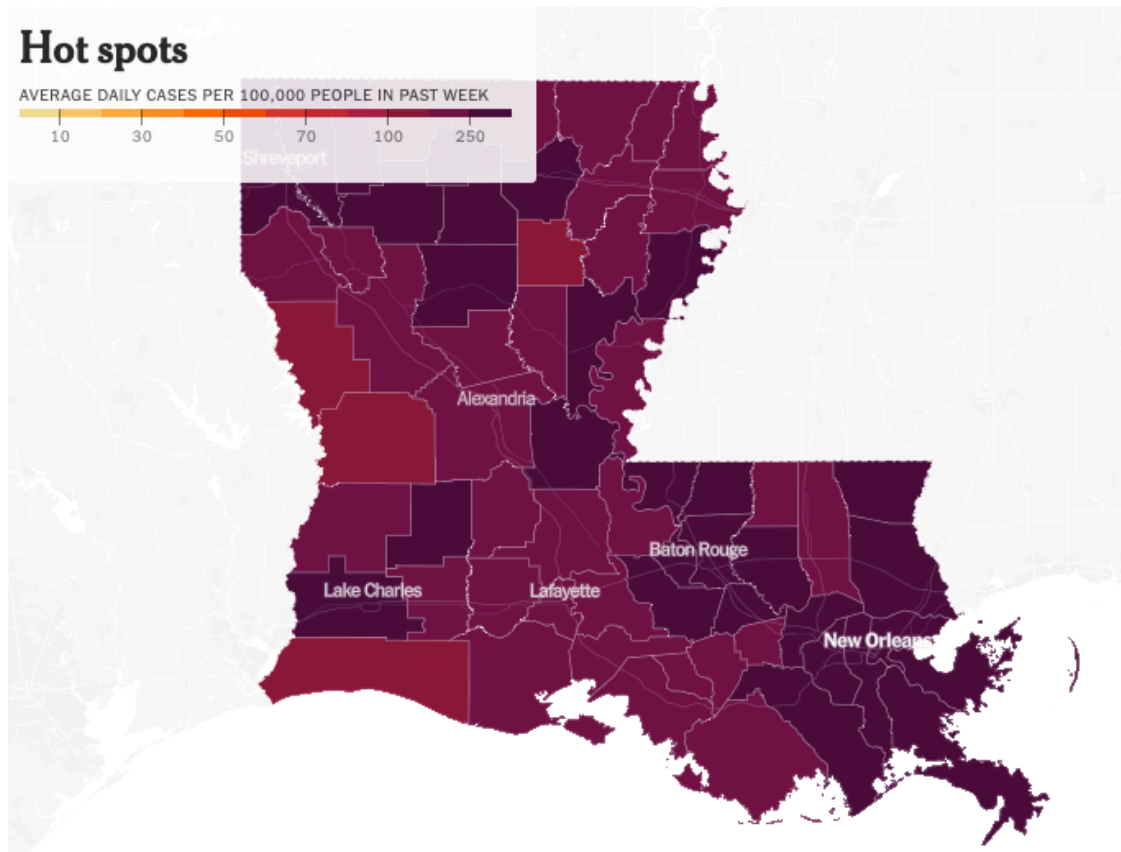 Hot spots
AVERAGE DAILY CASES PER 100,000 PEOPLE IN PAST WEEK
10 30 50 70 100 250
Shreveport
Alexandria
Baton Rouge
Lake Charles
Lafayette
New Orleans